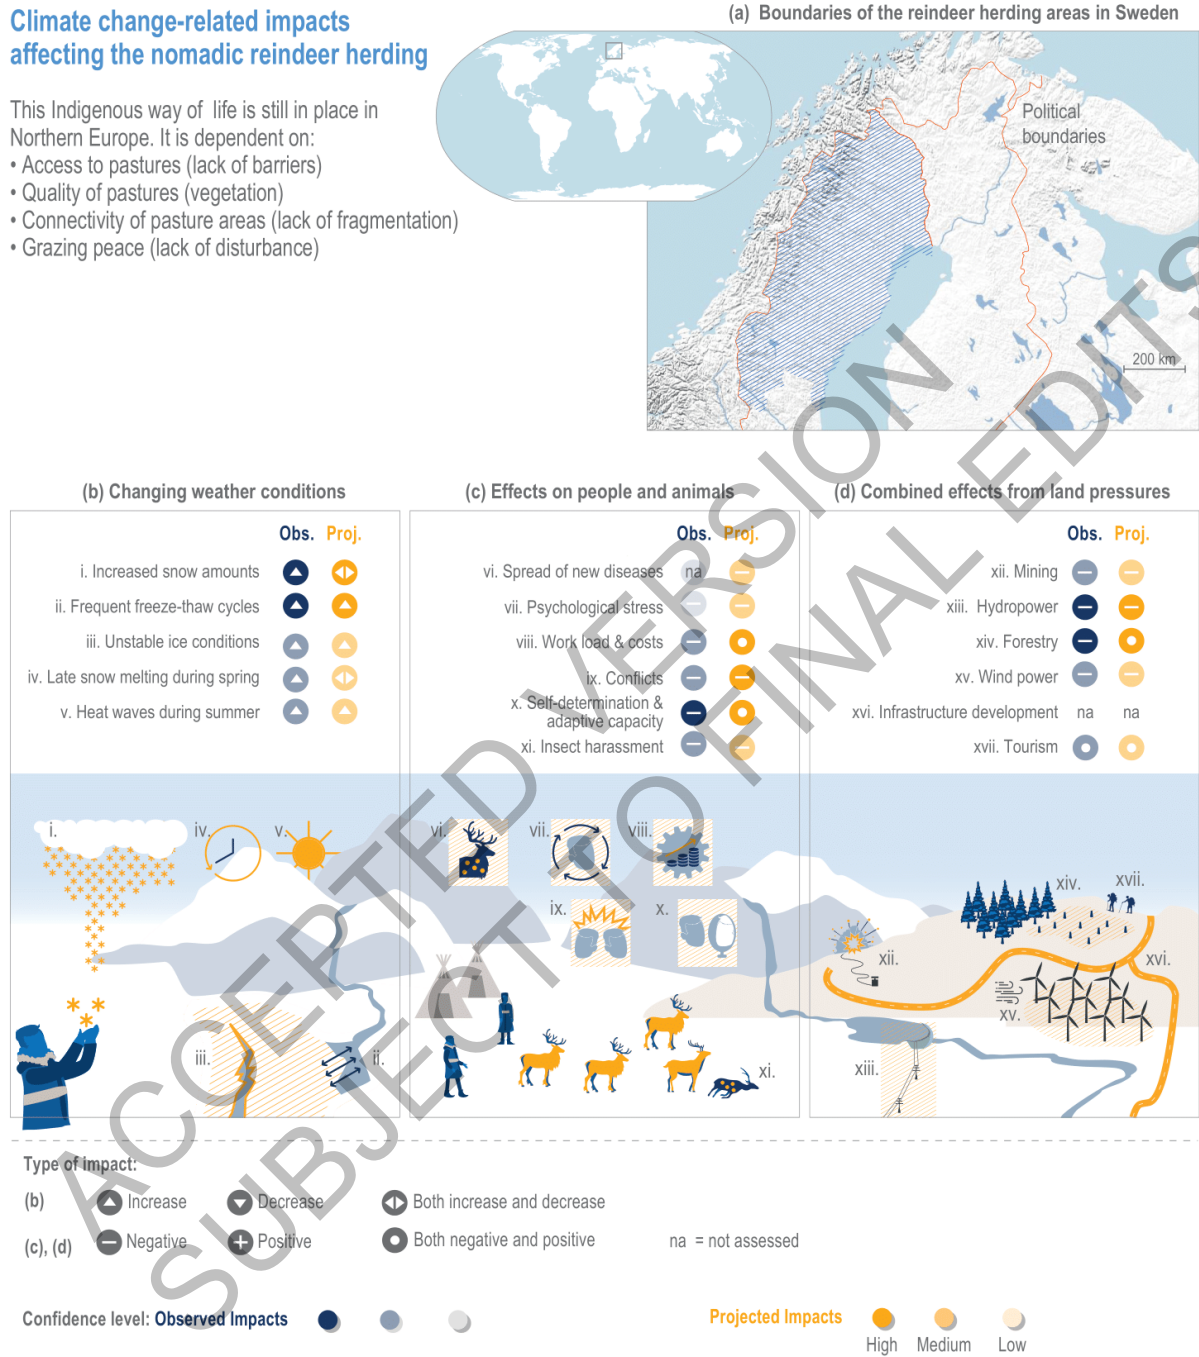 Climate change-related impacts
affecting the nomadic reindeer herding
This Indigenous way of life is still in place in
Northern Europe. It is dependent on:
• Access to pastures (lack of barriers)
• Quality of pastures (vegetation)
• Connectivity of pasture areas (lack of fragmentation)
• Grazing peace (lack of disturbance)
(a) Boundaries of the reindeer herding areas in Sweden
Political
boundaries
200 km
(b) Changing weather conditions
Obs. Proj.
i. Increased snow amounts
ii. Frequent freeze-thaw cycles
iii. Unstable ice conditions
iv. Late snow melting during spring
v. Heat waves during summer
(c) Effects on people and animals
Obs. Proj.
vi. Spread of new diseases na
vii. Psychological stress
viii. Work load & costs
ix. Conflicts
x. Self-determination &
adaptive capacity
xi. Insect harassment
(d) Combined effects from land pressures
Obs. Proj.
xii. Mining
xiii. Hydropower
xiv. Forestry
xv. Wind power
xvi. Infrastructure development na na
xvii. Tourism
i.
iv.
v.
iii.
ii.
vi.
vii.
viii.
ix.
x.
xi.
xii.
xiii.
xiv.
xvii.
xvi.
xv.
Type of impact:
(b) Increase Decrease Both increase and decrease
(c), (d) Negative Positive Both negative and positive na = not assessed
Confidence level: Observed Impacts
Projected Impacts
High Medium Low
ACCEPTED VERSION
SUBJECT TO FINAL EDITS